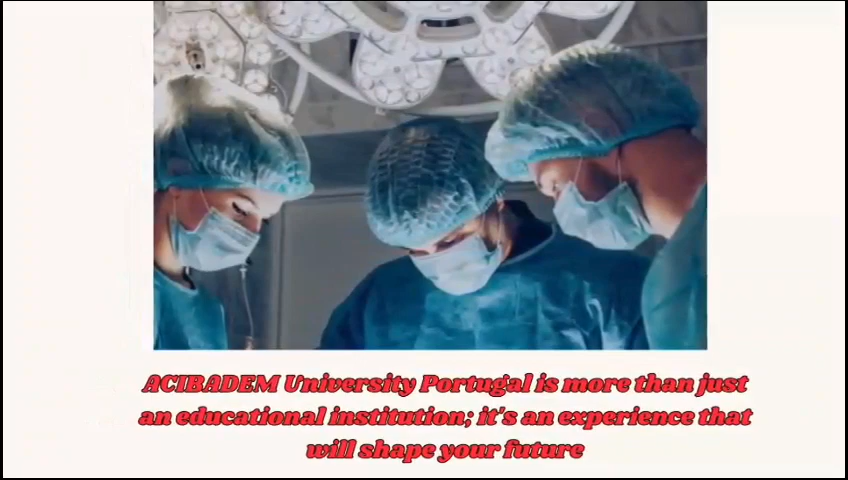 ACIBADEM University Portugal is more than just
an educational institution; it's an experience that
will shape your future